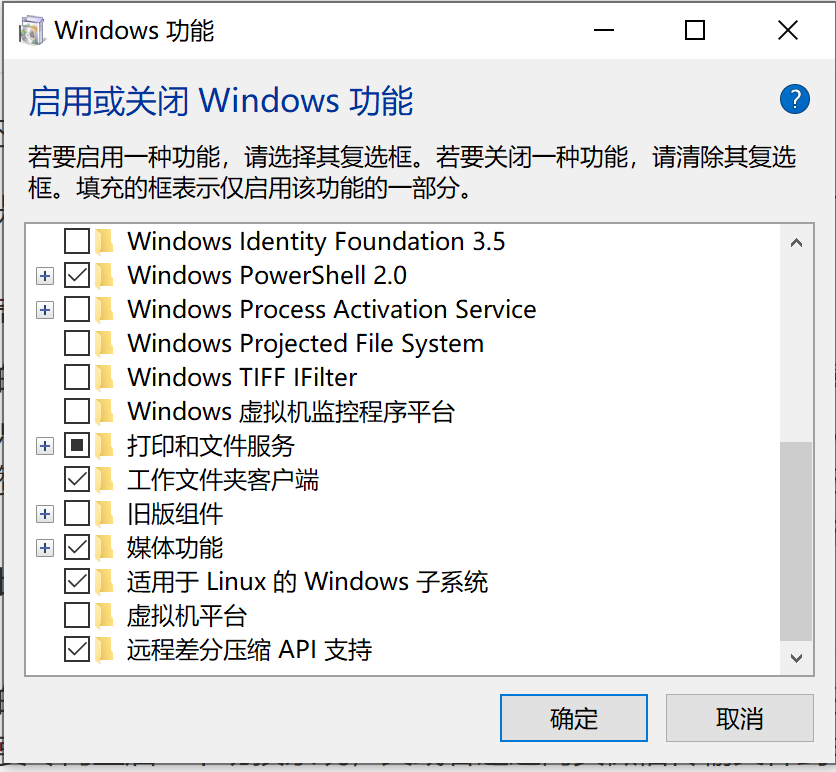 Windows 功能
启用或关闭 Windows 功能
若要启用一种功能，请选择其复选框。若要关闭一种功能，请清除其复选
框。填充的框表示仅启用该功能的一部分。
Windows Identity Foundation 3.5
Windows PowerShell 2.0
Windows Process Activation Service
Windows Projected File System
Windows TIFF IFilter
Windows 虚拟机监控程序平台
打印和文件服务
工作文件夹客户端
旧版组件
媒体功能
适用于 Linux 的 Windows 子系统
虚拟机平台
远程差分压缩 API 支持
确定
取消